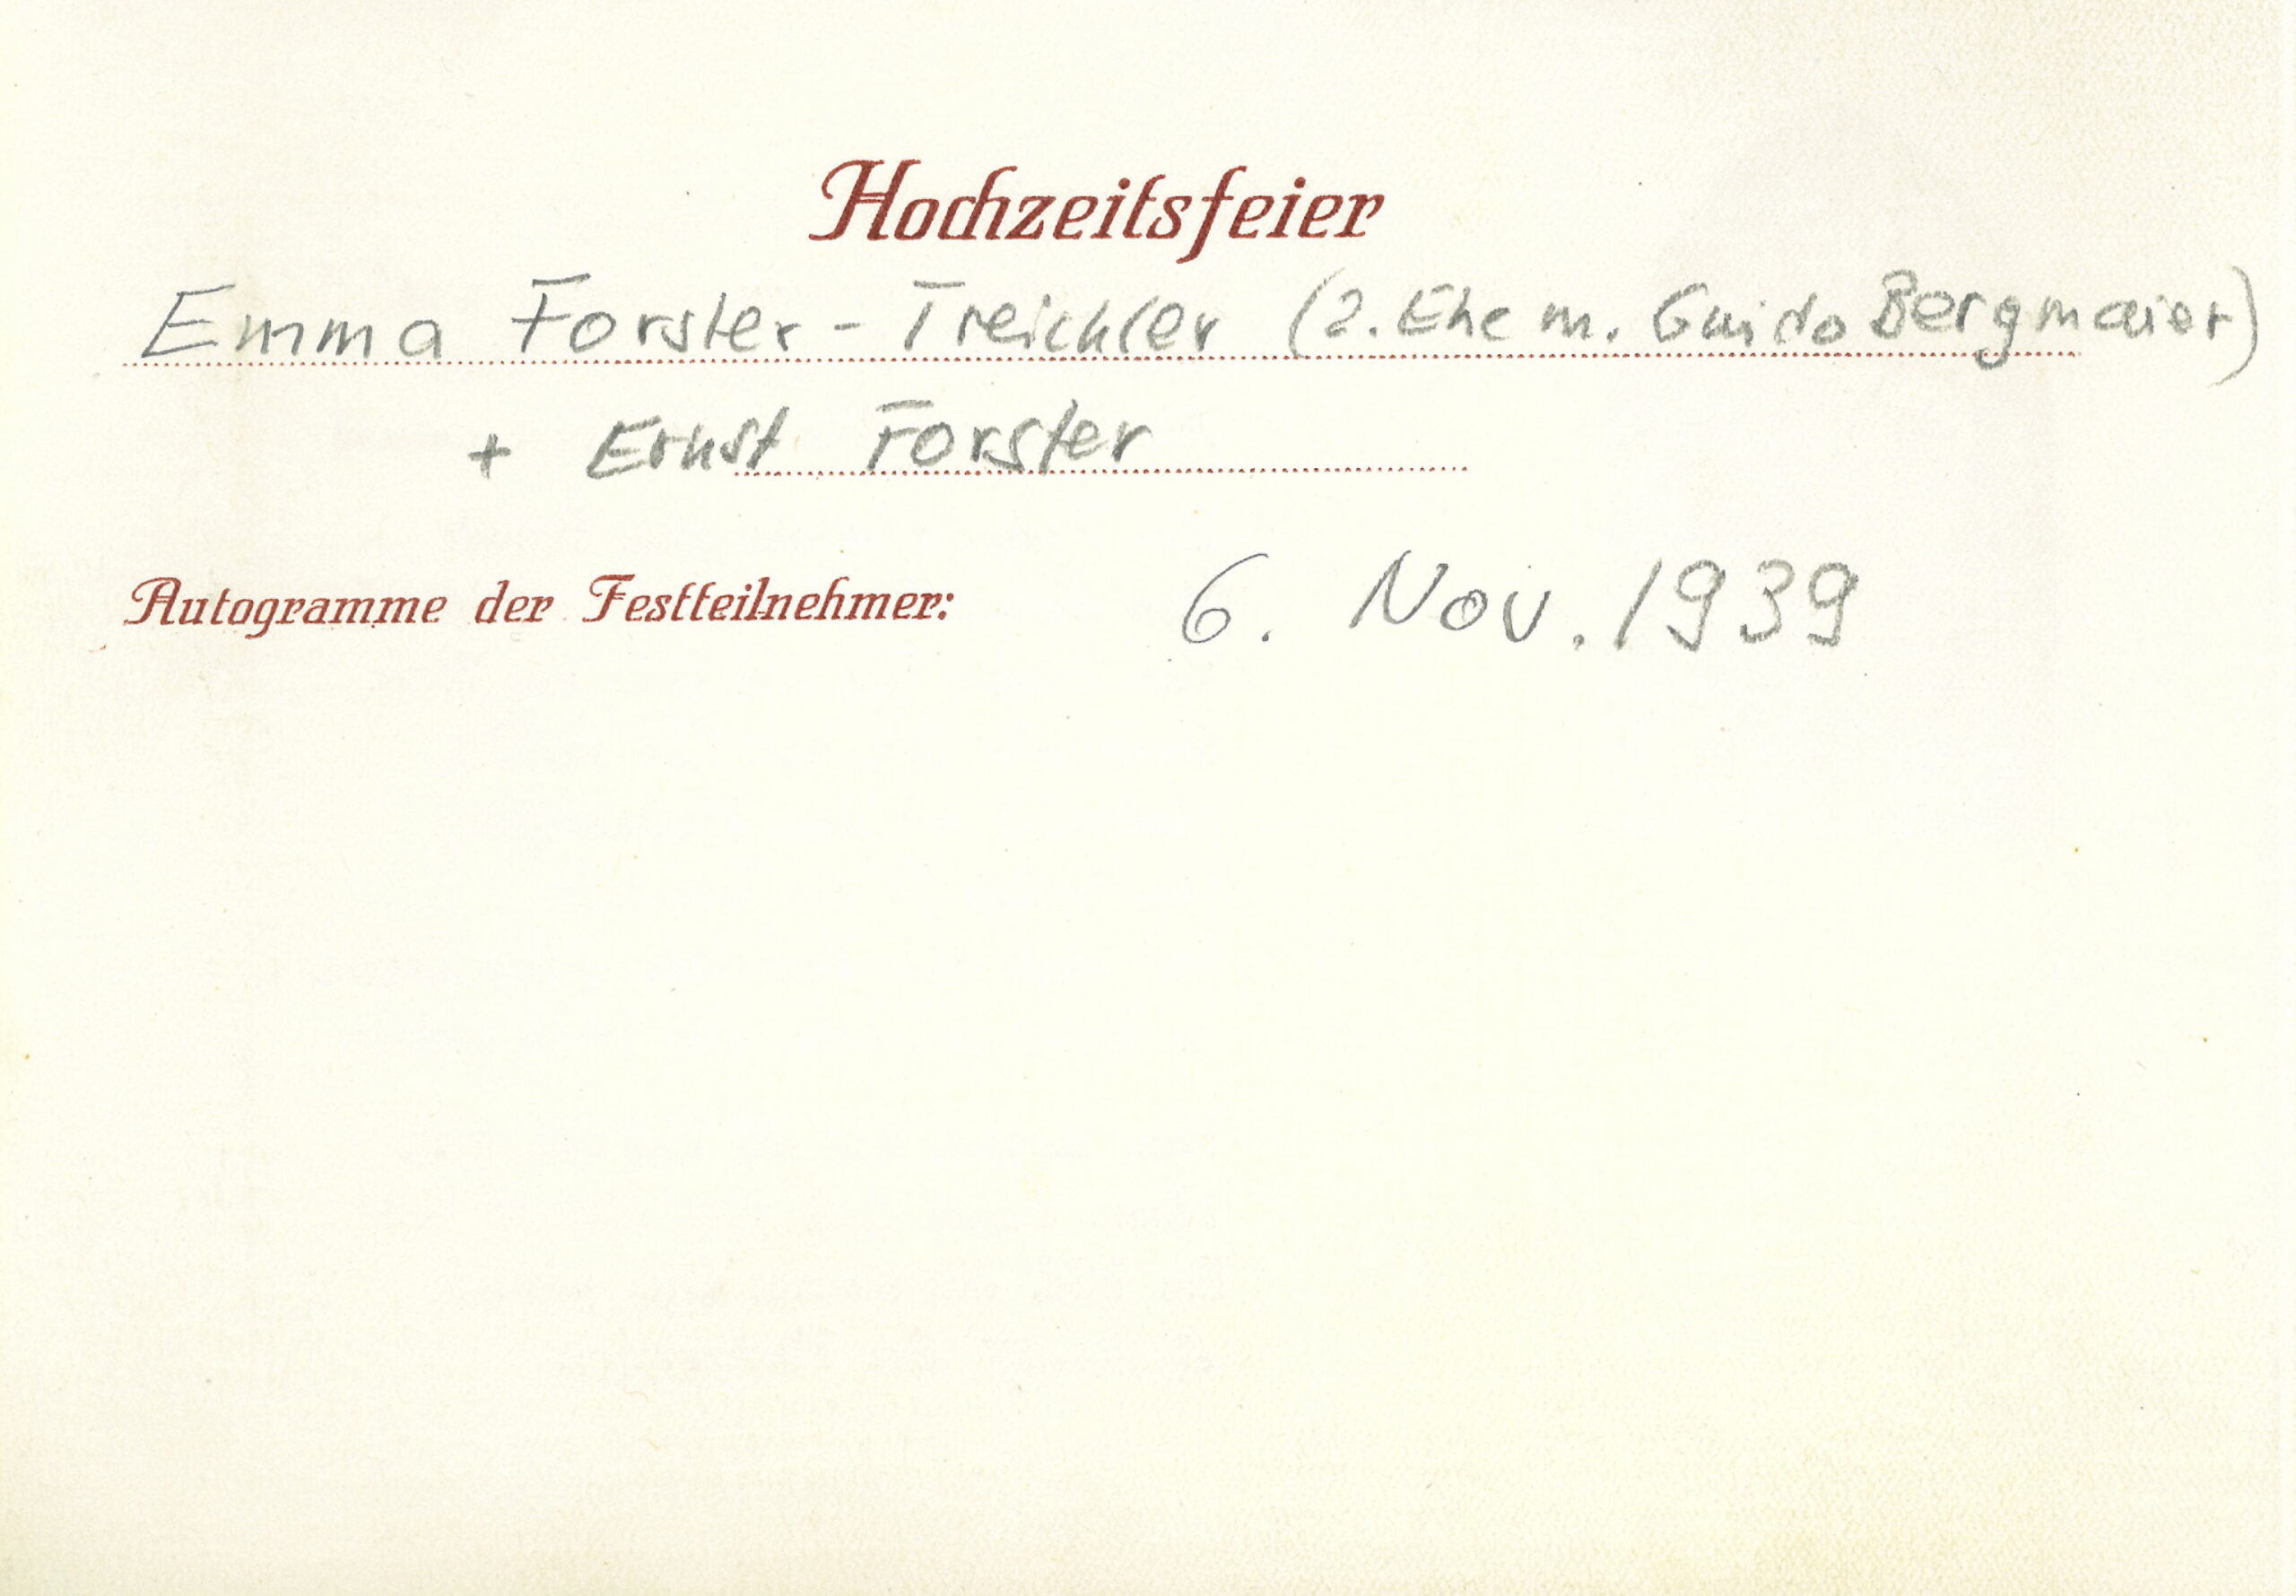 Hochzeitsfeier
Emma Forster-Treichler (2. Ehe m. Guido Bergmaier)
+ Ernst Forster
Autogramme der Festteilnehmer: 6. Nov. 1939